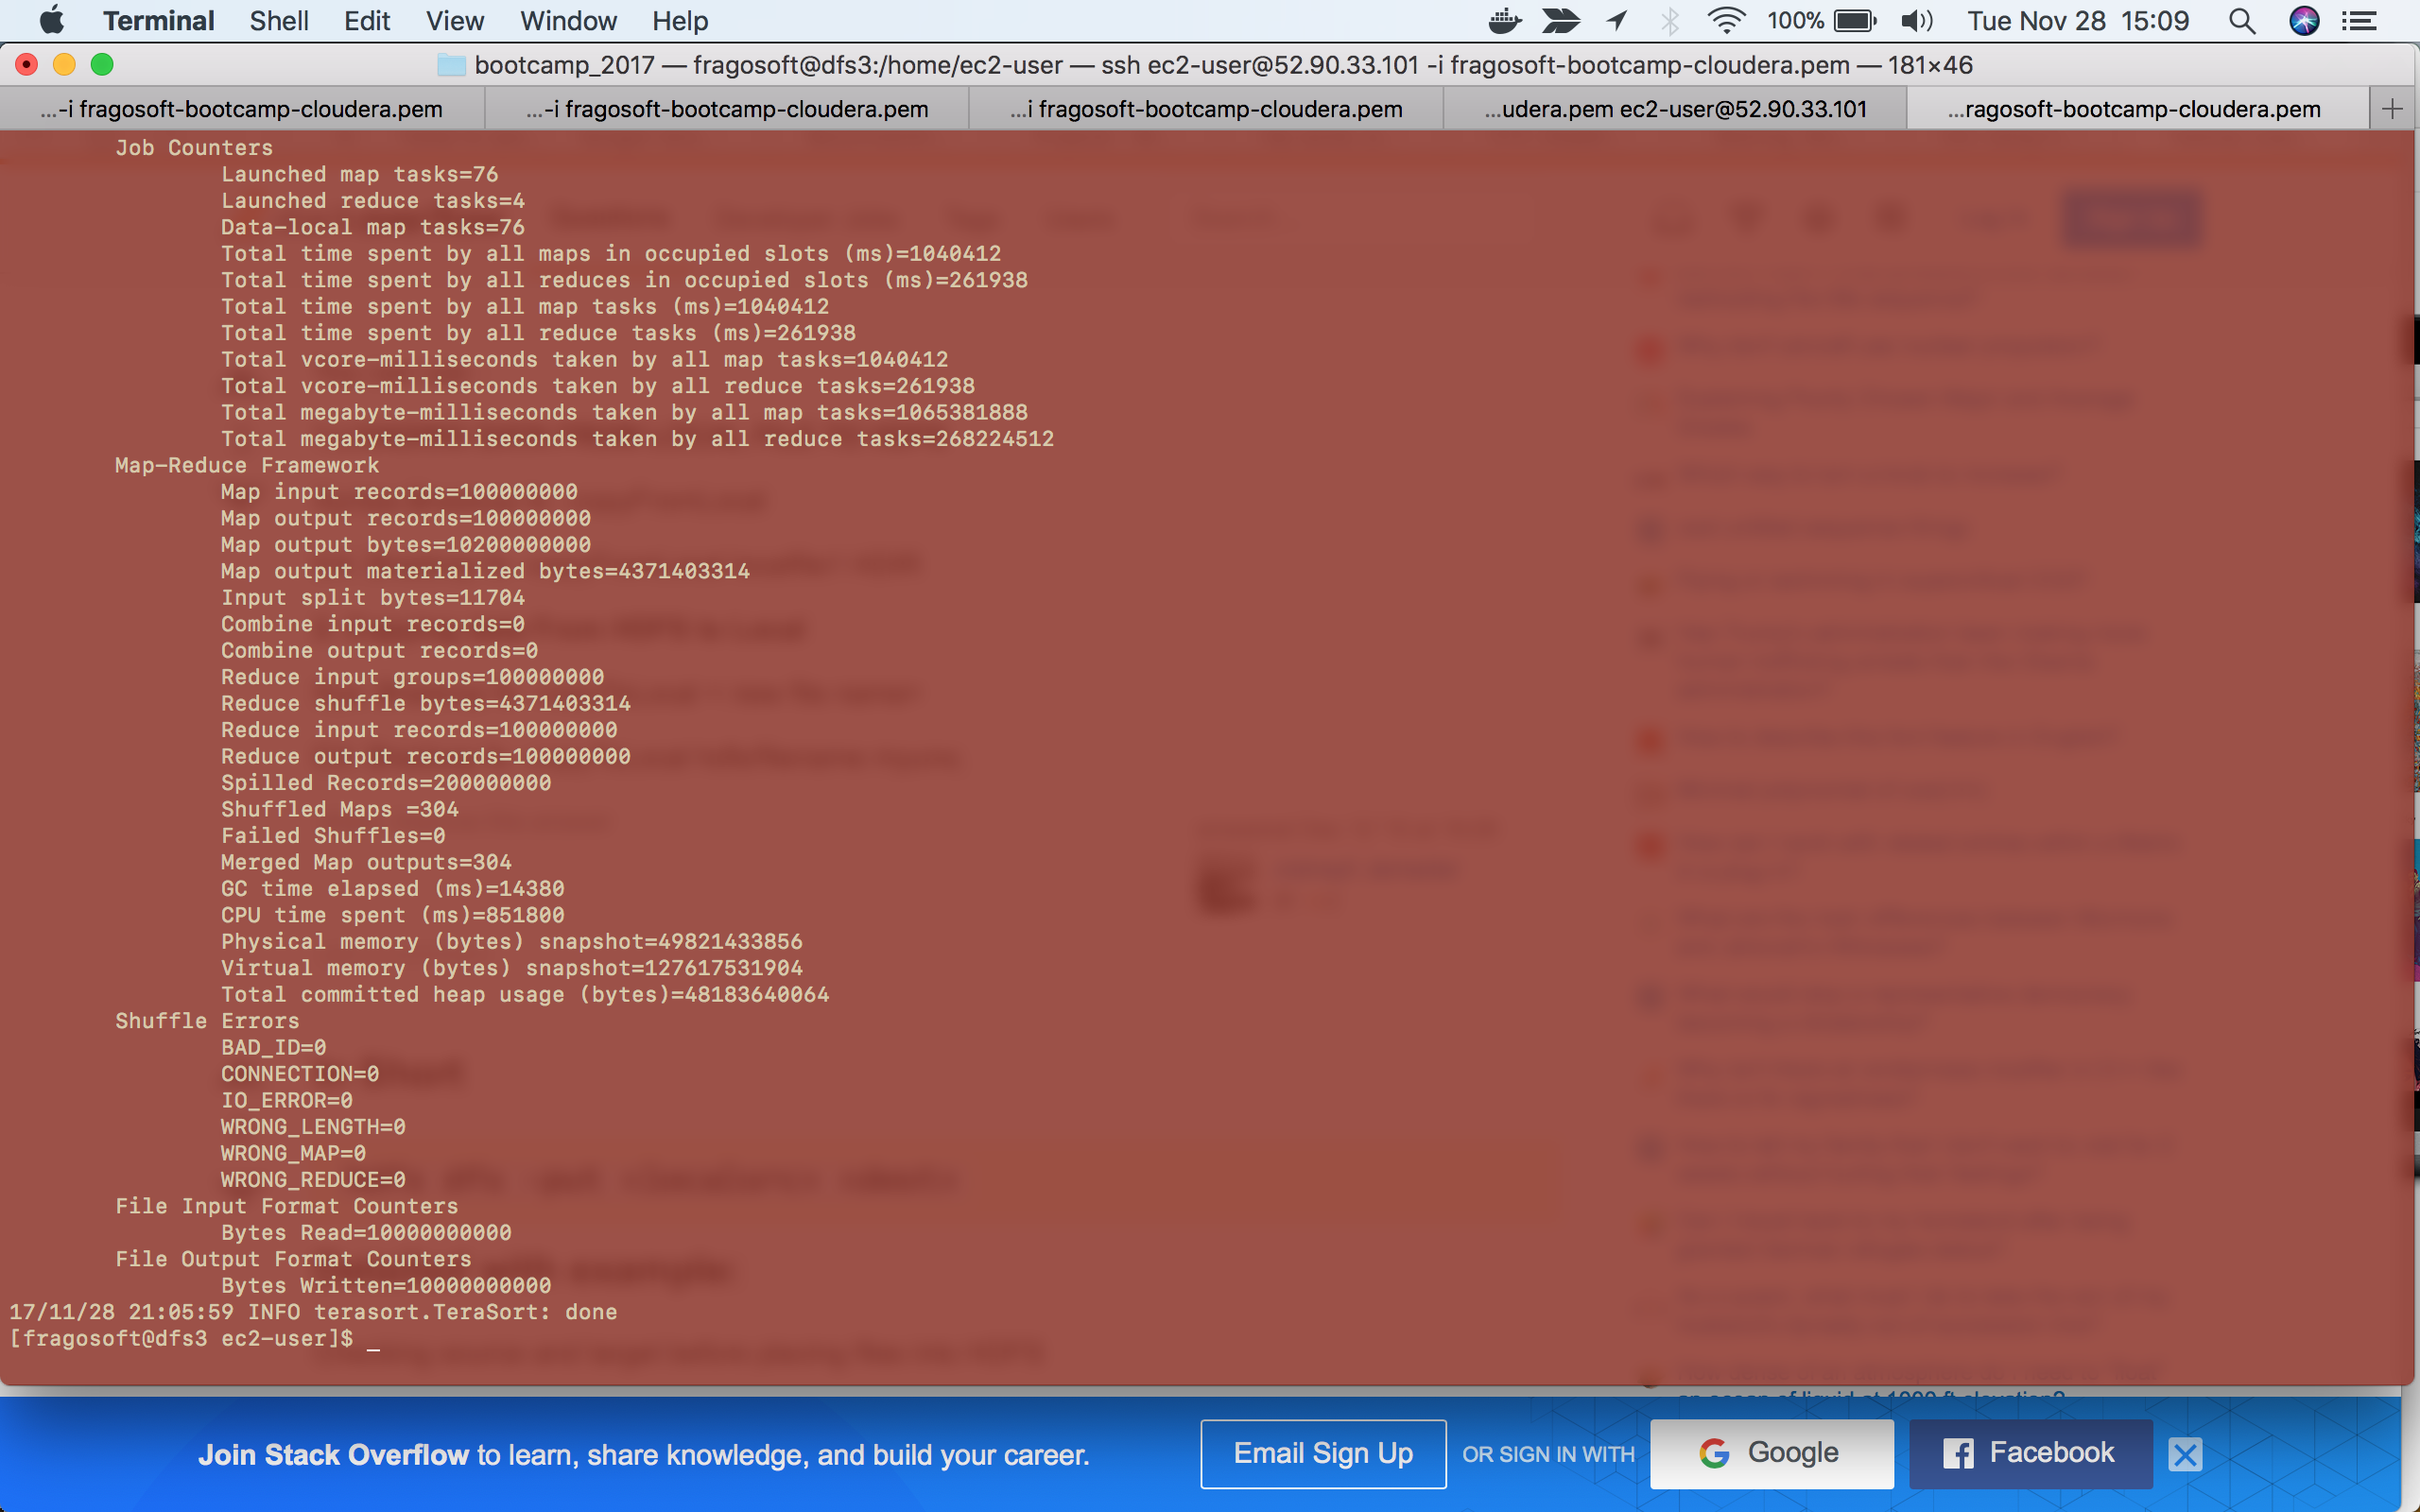 Terminal Shell Edit View Window Help 100% Tue Nov 28 15:09
bootcamp_2017 — fragosoft@dfs3:/home/ec2-user — ssh ec2-user@52.90.33.101 -i fragosoft-bootcamp-cloudera.pem — 181×46
...-i fragosoft-bootcamp-cloudera.pem ...-i fragosoft-bootcamp-cloudera.pem ...i fragosoft-bootcamp-cloudera.pem ...udera.pem ec2-user@52.90.33.101 ...ragosoft-bootcamp-cloudera.pem
Job Counters
Launched map tasks=76
Launched reduce tasks=4
Data-local map tasks=76
Total time spent by all maps in occupied slots (ms)=1040412
Total time spent by all reduces in occupied slots (ms)=261938
Total time spent by all map tasks (ms)=1040412
Total time spent by all reduce tasks (ms)=261938
Total vcore-milliseconds taken by all map tasks=1040412
Total vcore-milliseconds taken by all reduce tasks=261938
Total megabyte-milliseconds taken by all map tasks=1065381888
Total megabyte-milliseconds taken by all reduce tasks=268224512
Map-Reduce Framework
Map input records=100000000
Map output records=100000000
Map output bytes=10200000000
Map output materialized bytes=4371403314
Input split bytes=11704
Combine input records=0
Combine output records=0
Reduce input groups=100000000
Reduce shuffle bytes=4371403314
Reduce input records=100000000
Reduce output records=100000000
Spilled Records=200000000
Shuffled Maps =304
Failed Shuffles=0
Merged Map outputs=304
GC time elapsed (ms)=14380
CPU time spent (ms)=851800
Physical memory (bytes) snapshot=49821433856
Virtual memory (bytes) snapshot=127617531904
Total committed heap usage (bytes)=48183640064
Shuffle Errors
BAD_ID=0
CONNECTION=0
IO_ERROR=0
WRONG_LENGTH=0
WRONG_MAP=0
WRONG_REDUCE=0
File Input Format Counters
Bytes Read=10000000000
File Output Format Counters
Bytes Written=10000000000
17/11/28 21:05:59 INFO terasort.TeraSort: done
[fragosoft@dfs3 ec2-user]$ _
an ocean of liquid at 1000 ft elevation?
Join Stack Overflow to learn, share knowledge, and build your career. Email Sign Up OR SIGN IN WITH Google Facebook